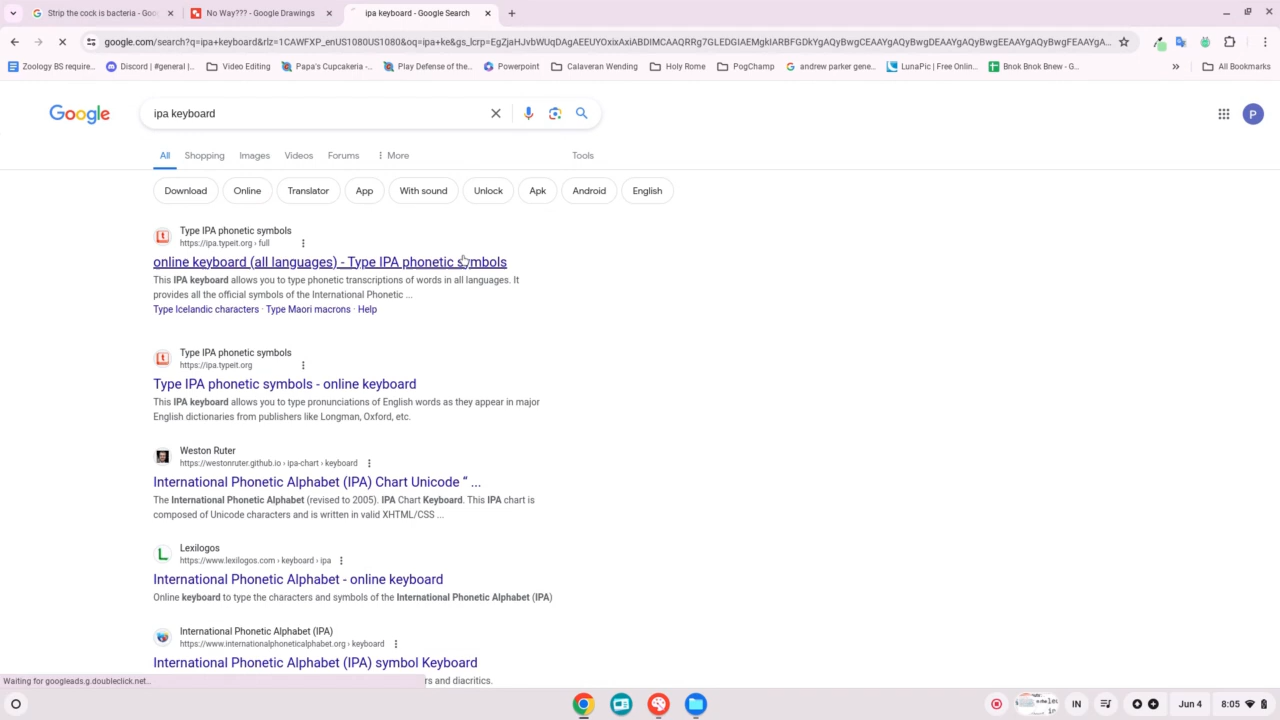 Strip the cock is bacteria - Goo
No Way??? - Google Drawings
ipa keyboard - Google Search
google.com/search?q=ipa+keyboard&rlz=1CAWFXP_enUS1080US1080&oq=ipa+ke&gs_lcrp=
Zoology BS require...
Discord | #general |...
Video Editing
Papa's Cupcakeria -...
Play Defense of the...
Powerpoint
Calaveran Wending
Holy Rome
PogChamp
andrew parker gene...
LunaPic | Free Onlin...
Bnok Bnok Bnew - G...
»
All Bookmarks
Google
ipa keyboard
P
All Shopping Images Videos Forums More Tools
Download Online Translator App With sound Unlock Apk Android English
Type IPA phonetic symbols
https://ipa.typeit.org › full
online keyboard (all languages) - Type IPA phonetic symbols
This IPA keyboard allows you to type phonetic transcriptions of words in all languages. It
provides all the official symbols of the International Phonetic ...
Type Icelandic characters · Type Maori macrons · Help
Type IPA phonetic symbols
https://ipa.typeit.org
Type IPA phonetic symbols - online keyboard
This IPA keyboard allows you to type pronunciations of English words as they appear in major
English dictionaries from publishers like Longman, Oxford, etc.
Weston Ruter
https://westonruter.github.io › ipa-chart › keyboard
International Phonetic Alphabet (IPA) Chart Unicode “ ...
The International Phonetic Alphabet (revised to 2005). IPA Chart Keyboard. This IPA chart is
composed of Unicode characters and is written in valid XHTML/CSS ...
Lexilogos
https://www.lexilogos.com › keyboard › ipa
International Phonetic Alphabet - online keyboard
Online keyboard to type the characters and symbols of the International Phonetic Alphabet (IPA)
International Phonetic Alphabet (IPA)
https://www.internationalphoneticalphabet.org › keyboard
International Phonetic Alphabet (IPA) symbol Keyboard
rs and diacritics.
Waiting for googleads.g.doubleclick.net...
IN
Jun 4
8:05